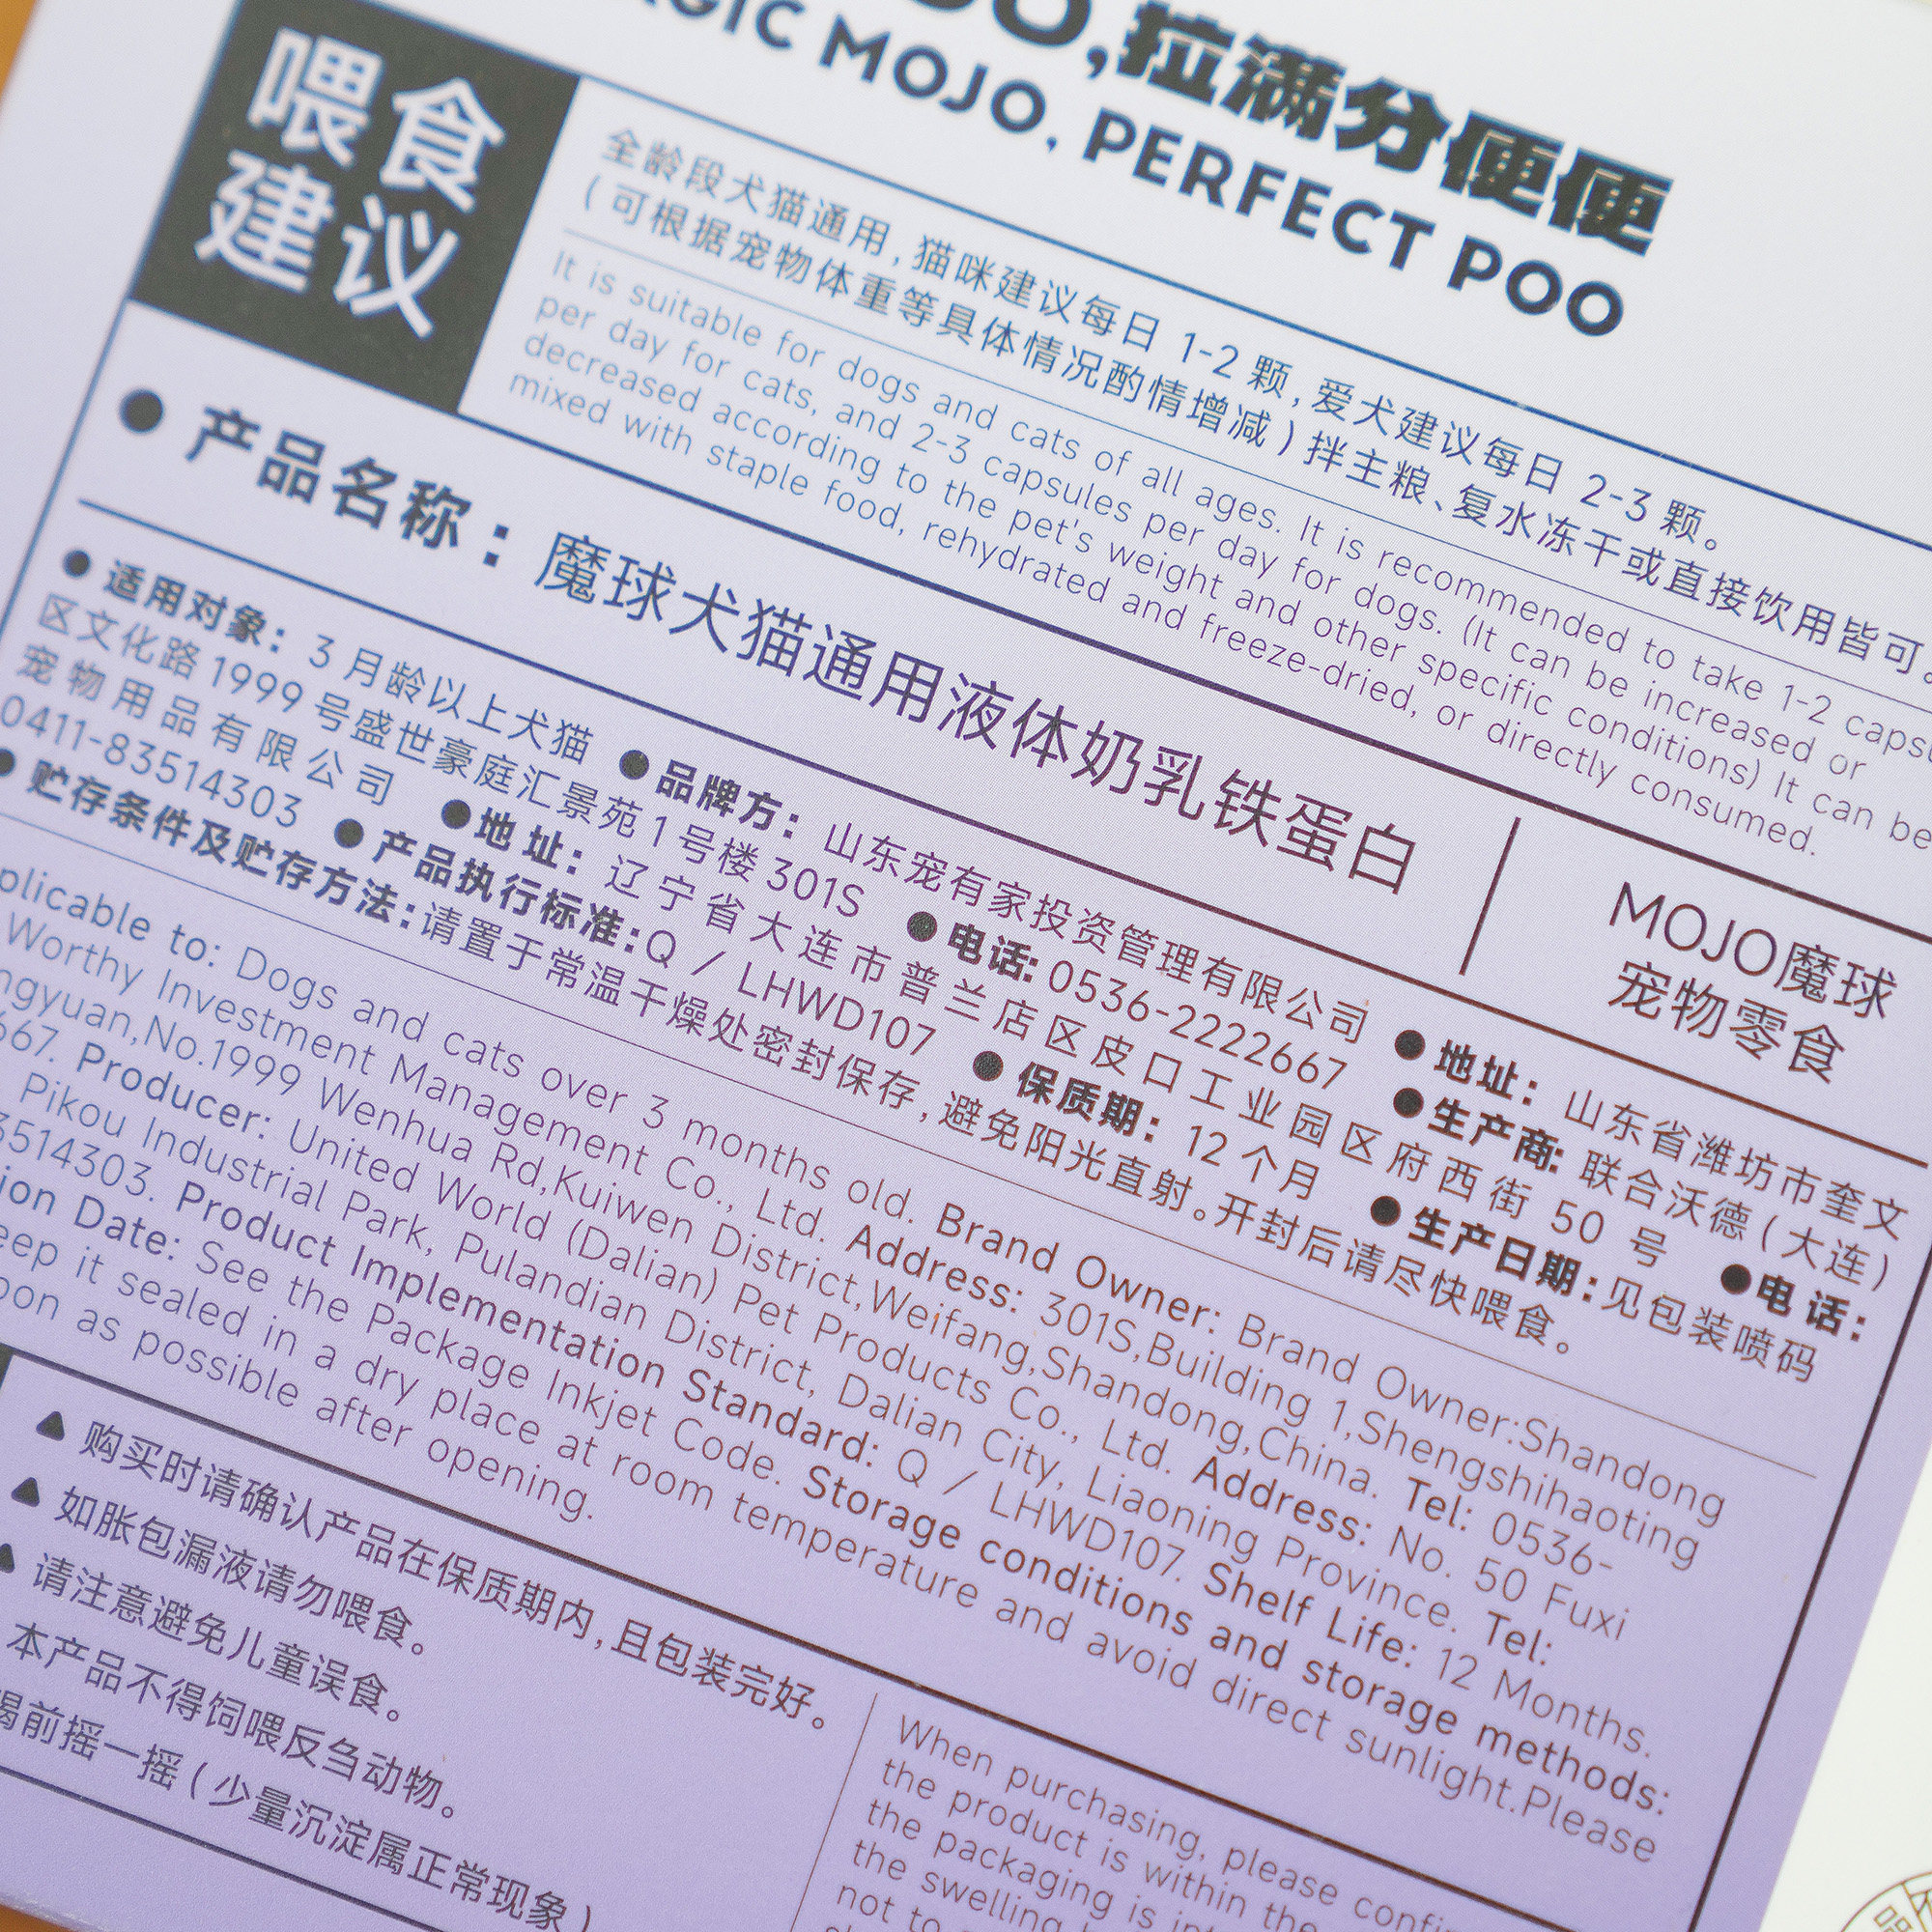 ,拉满分便便
MAGIC MOJO, PERFECT POO
喂食
建议
全龄段犬猫通用,猫咪建议每日 1-2 颗,爱犬建议每日 2-3 颗。
(可根据宠物体重等具体情况酌情增减)拌主粮、复水冻干或直接饮用皆可。
It is suitable for dogs and cats of all ages. It is recommended to take 1-2
per day for cats, and 2-3 capsules per day for dogs. (It can be increased or
decreased according to the pet's weight and other specific conditions) It can be
mixed with staple food, rehydrated and freeze-dried, or directly consumed.
● 产品名称：魔球犬猫通用液体奶乳铁蛋白
MOJO魔球
宠物零食
● 适用对象：3 月龄以上犬猫 ●品牌方：山东宠有家投资管理有限公司 ●地址：山东省潍坊市奎文
区文化路 1999 号盛世豪庭汇景苑 1 号楼 301S ●电话:0536-2222667 ●生产商:联合沃德(大连)
宠物用品有限公司 ●地址：辽宁省大连市普兰店区皮口工业园区府西街 50 号 ●电话:
0411-83514303 ●产品执行标准:Q / LHWD107 ●保质期：12 个月 ●生产日期:见包装喷码
● 贮存条件及贮存方法:请置于常温干燥处密封保存,避免阳光直射。开封后请尽快喂食。
plicable to: Dogs and cats over 3 months old. Brand Owner: Brand Owner:Shandong
Worthy Investment Management Co., Ltd. Address: 301S,Building 1,Shengshihaoting
ngyuan,No.1999 Wenhua Rd,Kuiwen District,Weifang,Shandong,China. Tel: 0536-
667. Producer: United World (Dalian) Pet Products Co., Ltd. Address: No. 50 Fuxi
Pikou Industrial Park, Pulandian District, Dalian City, Liaoning Province. Tel:
3514303. Product Implementation Standard: Q / LHWD107. Shelf Life: 12 Months.
ion Date: See the Package Inkjet Code. Storage conditions and storage methods:
eep it sealed in a dry place at room temperature and avoid direct sunlight.Please
oon as possible after opening.
▲ 购买时请确认产品在保质期内,且包装完好。
▲ 如胀包漏液请勿喂食。
▲ 请注意避免儿童误食。
本产品不得饲喂反刍动物。
喝前摇一摇(少量沉淀属正常现象)
When purchasing, please
the product is within the
the packaging is
the swelling
not to